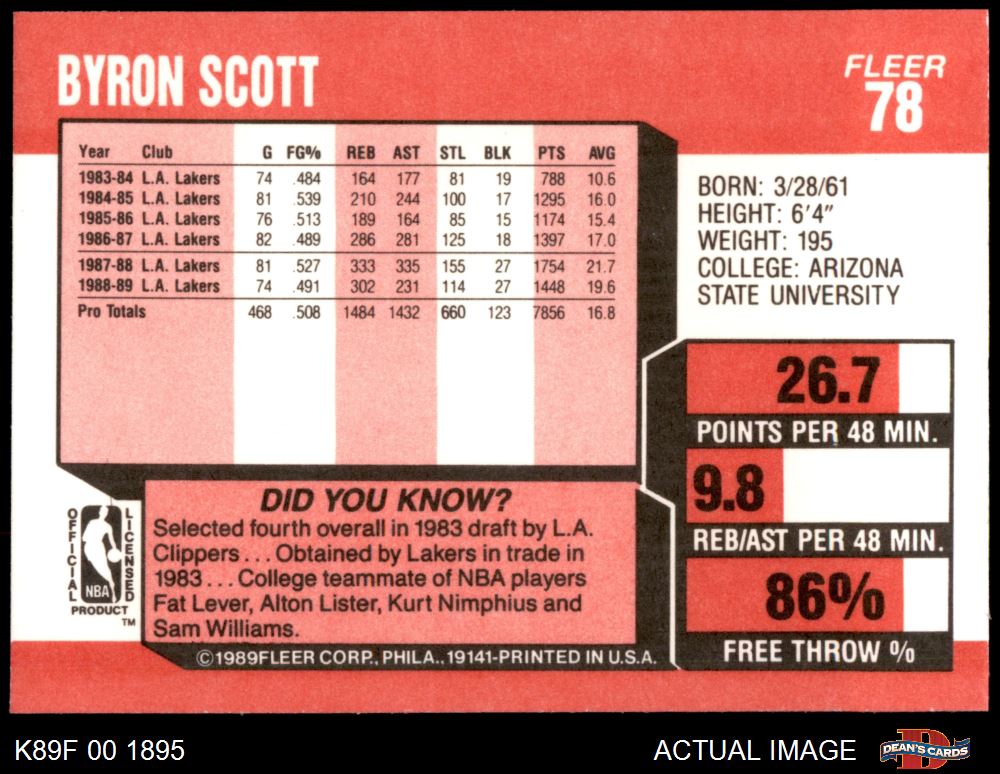 BYRON SCOTT
FLEER
78
Year Club G FG% REB AST STL BLK PTS AVG
1983-84 L.A. Lakers 74 .484 164 177 81 19 788 10.6
1984-85 L.A. Lakers 81 .539 210 244 100 17 1295 16.0
1985-86 L.A. Lakers 76 .513 189 164 85 15 1174 15.4
1986-87 L.A. Lakers 82 .489 286 281 125 18 1397 17.0
1987-88 L.A. Lakers 81 .527 333 335 155 27 1754 21.7
1988-89 L.A. Lakers 74 .491 302 231 114 27 1448 19.6
Pro Totals 468 .508 1484 1432 660 123 7856 16.8
BORN: 3/28/61
HEIGHT: 6'4"
WEIGHT: 195
COLLEGE: ARIZONA
STATE UNIVERSITY
26.7
POINTS PER 48 MIN.
9.8
REB/AST PER 48 MIN.
86%
FREE THROW %
OFFICIAL LICENSED
NBA
PRODUCT
TM
DID YOU KNOW?
Selected fourth overall in 1983 draft by L.A.
Clippers . . . Obtained by Lakers in trade in
1983 . . . College teammate of NBA players
Fat Lever, Alton Lister, Kurt Nimphius and
Sam Williams.
©1989FLEER CORP., PHILA., 19141-PRINTED IN U.S.A.
K89F 00 1895
ACTUAL IMAGE
DEAN'S CARDS